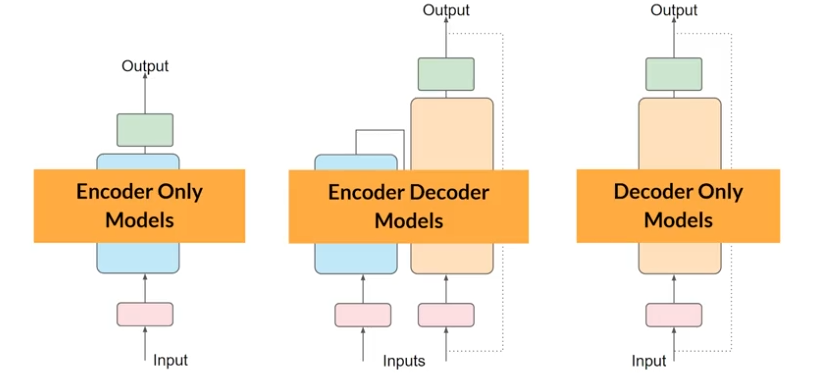 Output
Encoder Only
Models
Input
Output
Encoder Decoder
Models
Inputs
Output
Decoder Only
Models
Input